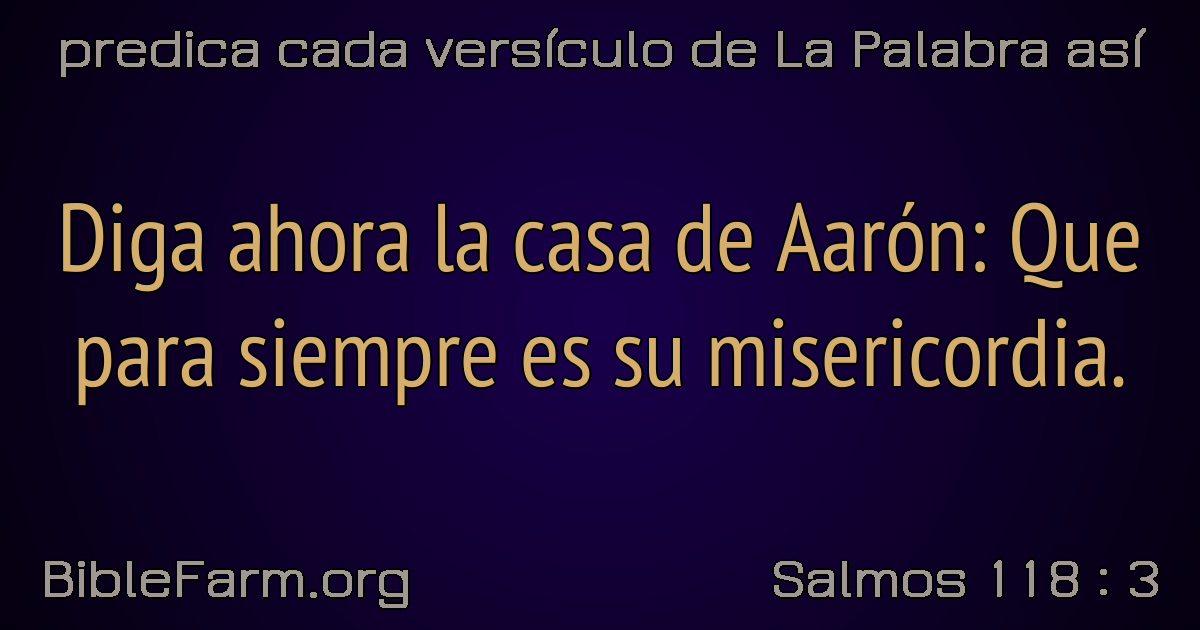 predica cada versículo de La Palabra así
Diga ahora la casa de Aarón: Que
para siempre es su misericordia.
BibleFarm.org
Salmos 118 : 3